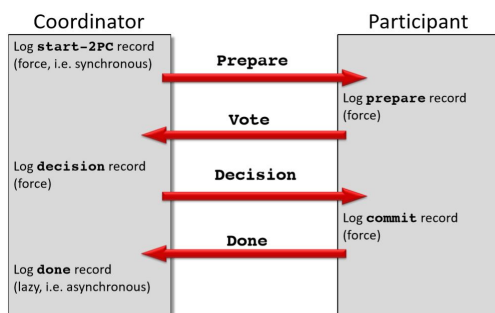 Coordinator
Participant
Log start-2PC record
(force, i.e. synchronous)
Prepare
Log prepare record
(force)
Vote
Log decision record
(force)
Decision
Log commit record
(force)
Done
Log done record
(lazy, i.e. asynchronous)